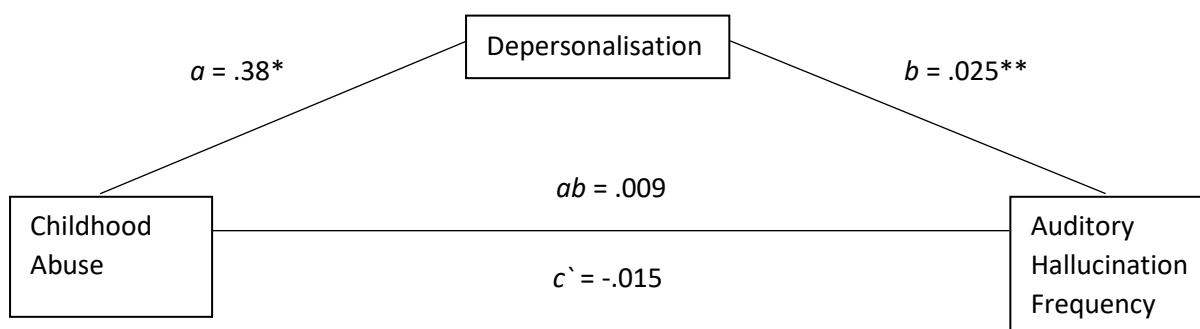 Depersonalisation
a = .38*
b = .025**
ab = .009
Childhood
Abuse
Auditory
Hallucination
Frequency
c` = -.015